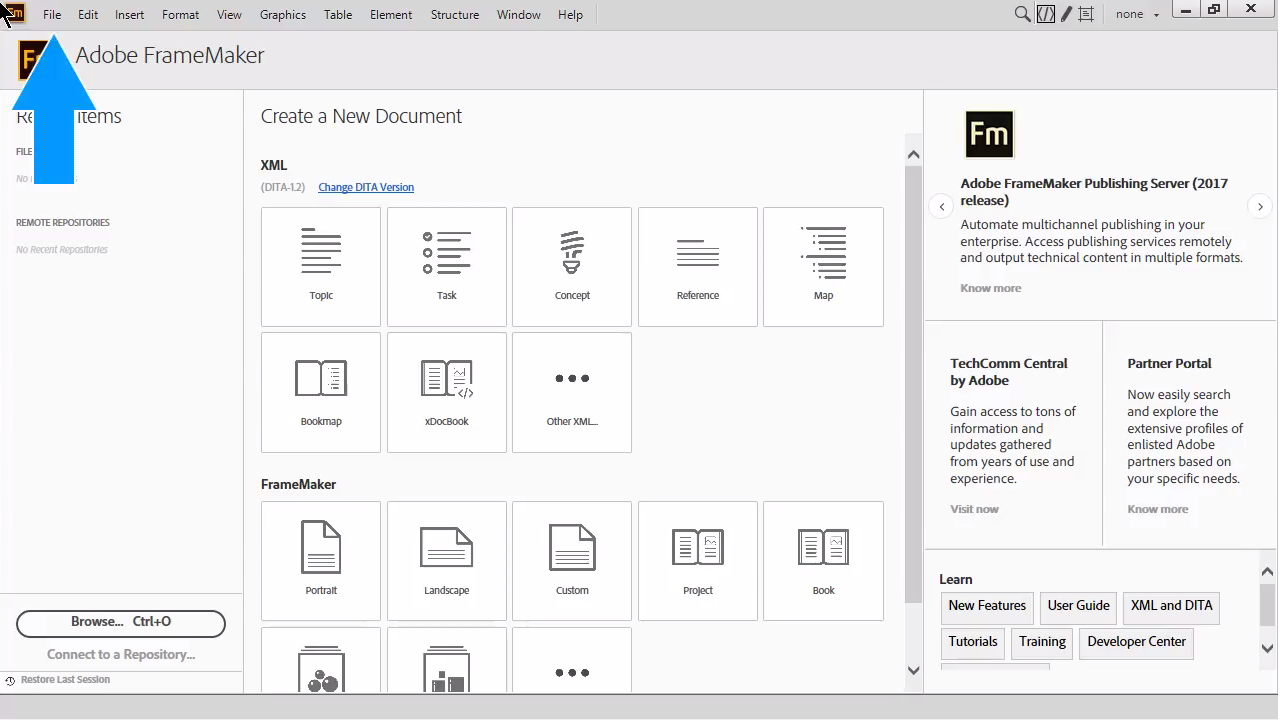 File Edit Insert Format View Graphics Table Element Structure Window Help none
Adobe FrameMaker
Items
No
REMOTE REPOSITORIES
No Recent Repositories
Browse... Ctrl+O
Connect to a Repository...
Restore Last Session
Create a New Document
XML
(DITA-1.2) Change DITA Version
Topic Task Concept Reference Map
Bookmap xDocBook Other XML...
FrameMaker
Portrait Landscape Custom Project Book
Fm
Adobe FrameMaker Publishing Server (2017
release)
Automate multichannel publishing in your
enterprise. Access publishing services remotely
and output technical content in multiple formats.
Know more
TechComm Central
by Adobe
Gain access to tons of
information and
updates gathered
from years of use and
experience.
Visit now
Partner Portal
Now easily search
and explore the
extensive profiles of
enlisted Adobe
partners based on
your specific needs.
Know more
Learn
New Features User Guide XML and DITA
Tutorials Training Developer Center